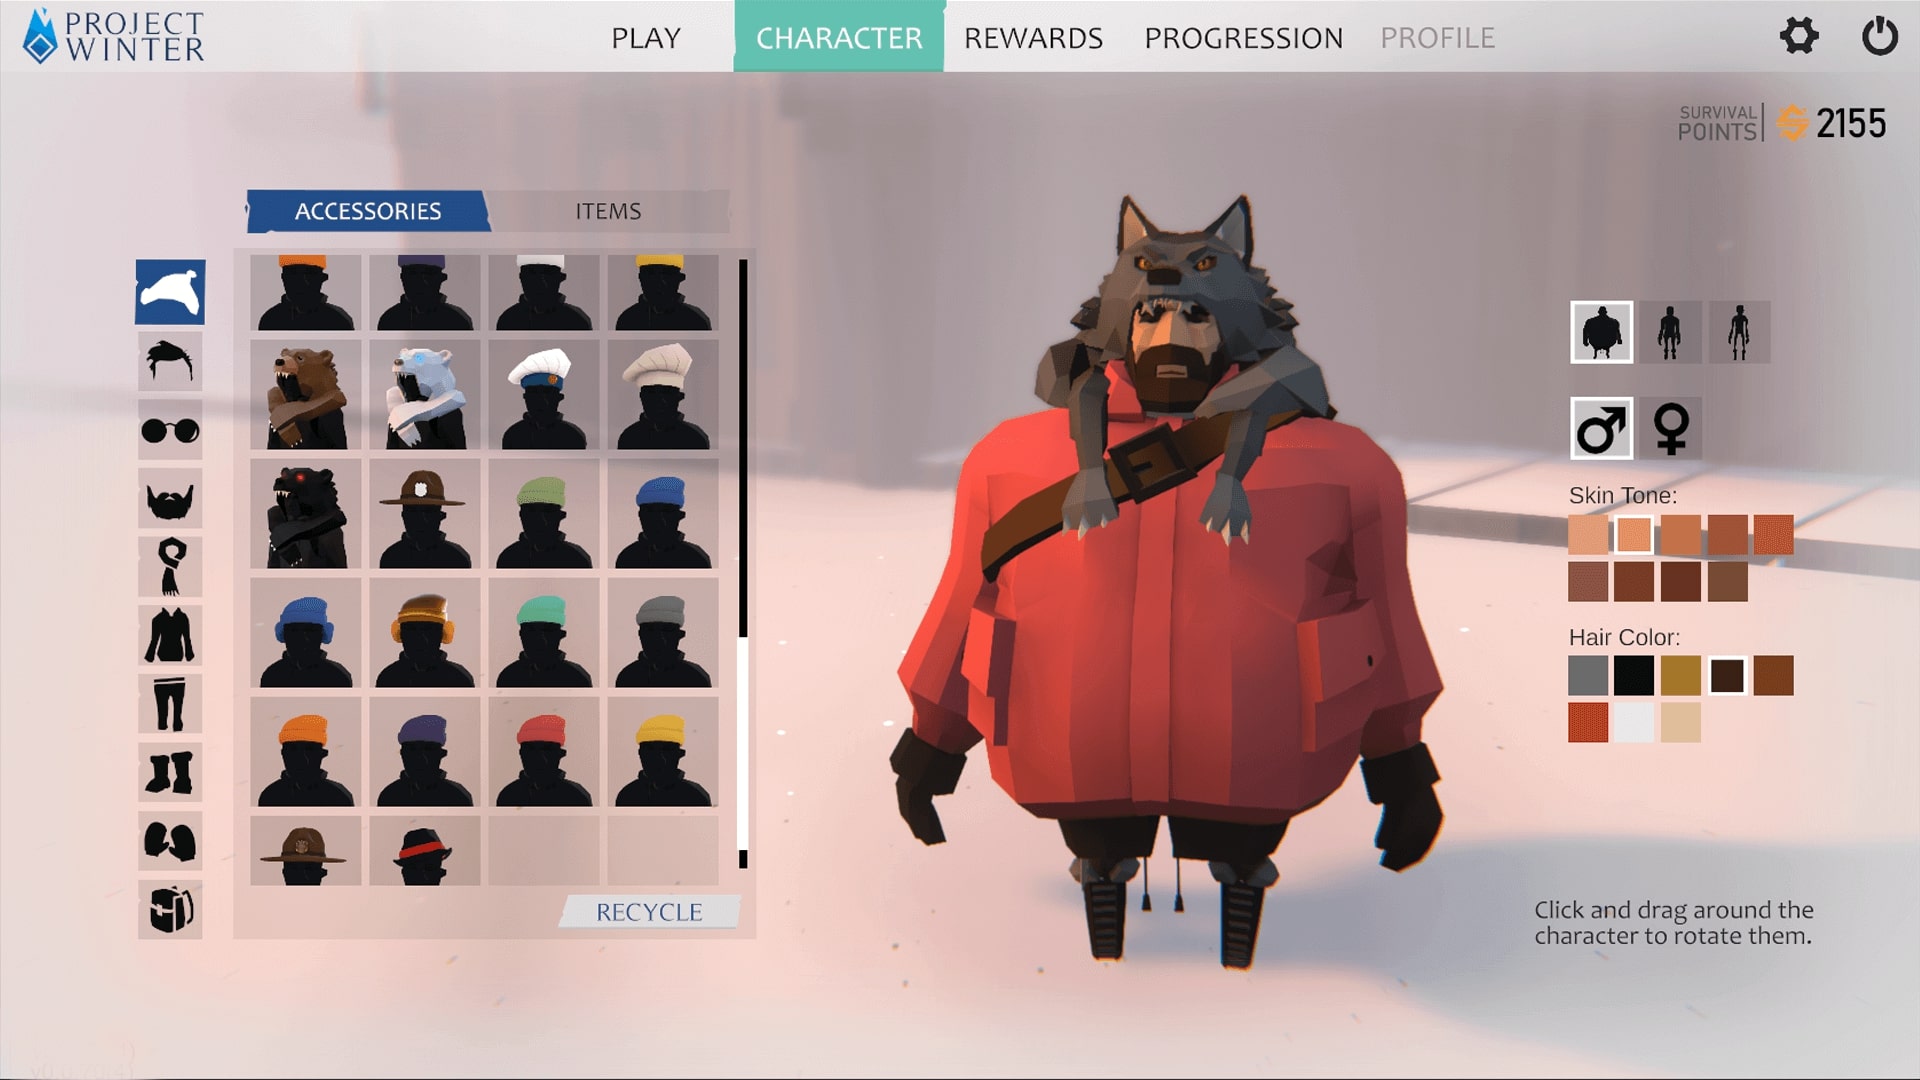 PROJECT
WINTER
PLAY
CHARACTER
REWARDS
PROGRESSION
PROFILE
SURVIVAL
POINTS
2155
ACCESSORIES
ITEMS
Skin Tone:
Hair Color:
RECYCLE
Click and drag around the
character to rotate them.